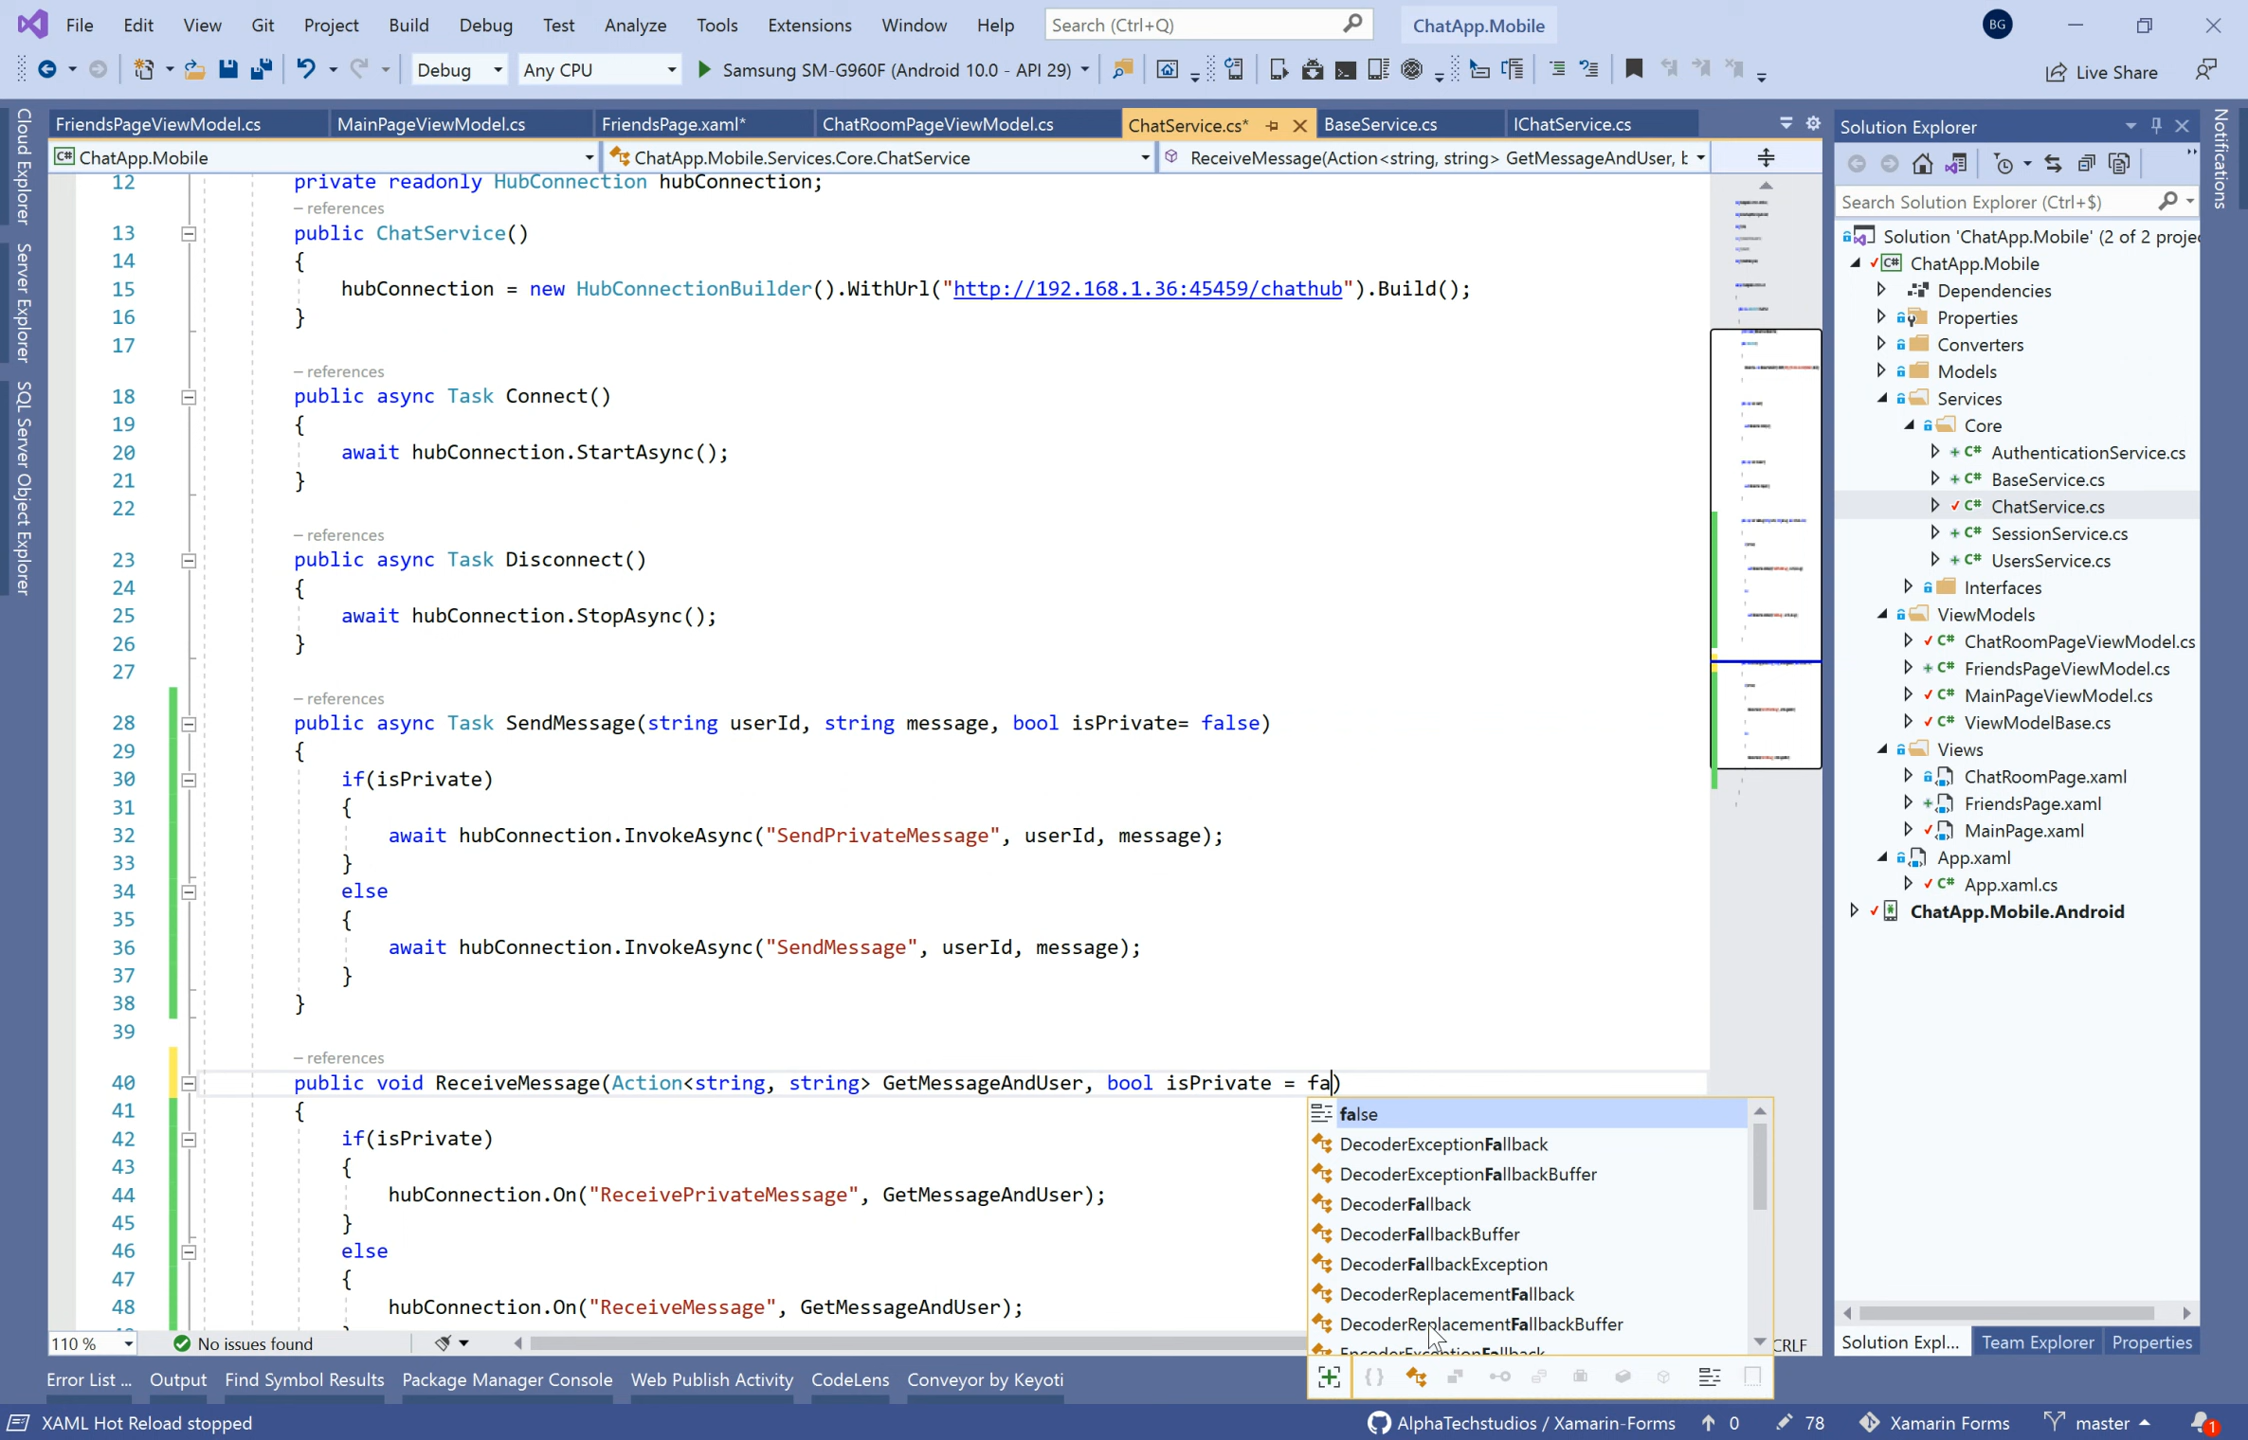 File Edit View Git Project Build Debug Test Analyze Tools Extensions Window Help Search (Ctrl+Q) ChatApp.Mobile BG
Debug Any CPU Samsung SM-G960F (Android 10.0 - API 29) Live Share
FriendsPageViewModel.cs MainPageViewModel.cs FriendsPage.xaml* ChatRoomPageViewModel.cs ChatService.cs* BaseService.cs IChatService.cs
C# ChatApp.Mobile ChatApp.Mobile.Services.Core.ChatService ReceiveMessage(Action<string, string> GetMessageAndUser, b
Cloud Explorer
Server Explorer
SQL Server Object Explorer
12 private readonly HubConnection hubConnection;
– references
13 public ChatService()
14 {
15 hubConnection = new HubConnectionBuilder().WithUrl("http://192.168.1.36:45459/chathub").Build();
16 }
17
– references
18 public async Task Connect()
19 {
20 await hubConnection.StartAsync();
21 }
22
– references
23 public async Task Disconnect()
24 {
25 await hubConnection.StopAsync();
26 }
27
– references
28 public async Task SendMessage(string userId, string message, bool isPrivate= false)
29 {
30 if(isPrivate)
31 {
32 await hubConnection.InvokeAsync("SendPrivateMessage", userId, message);
33 }
34 else
35 {
36 await hubConnection.InvokeAsync("SendMessage", userId, message);
37 }
38 }
39
– references
40 public void ReceiveMessage(Action<string, string> GetMessageAndUser, bool isPrivate = fa)
41 {
42 if(isPrivate)
43 {
44 hubConnection.On("ReceivePrivateMessage", GetMessageAndUser);
45 }
46 else
47 {
48 hubConnection.On("ReceiveMessage", GetMessageAndUser);
false
DecoderExceptionFallback
DecoderExceptionFallbackBuffer
DecoderFallback
DecoderFallbackBuffer
DecoderFallbackException
DecoderReplacementFallback
DecoderReplacementFallbackBuffer
EncoderExceptionFallback
110 % No issues found CRLF
Solution Explorer
Search Solution Explorer (Ctrl+$)
Solution 'ChatApp.Mobile' (2 of 2 proje
C# ChatApp.Mobile
Dependencies
Properties
Converters
Models
Services
Core
C# AuthenticationService.cs
C# BaseService.cs
C# ChatService.cs
C# SessionService.cs
C# UsersService.cs
Interfaces
ViewModels
C# ChatRoomPageViewModel.cs
C# FriendsPageViewModel.cs
C# MainPageViewModel.cs
C# ViewModelBase.cs
Views
ChatRoomPage.xaml
FriendsPage.xaml
MainPage.xaml
App.xaml
C# App.xaml.cs
ChatApp.Mobile.Android
Solution Expl... Team Explorer Properties
Notifications
Error List ... Output Find Symbol Results Package Manager Console Web Publish Activity CodeLens Conveyor by Keyoti
XAML Hot Reload stopped AlphaTechstudios / Xamarin-Forms 0 78 Xamarin Forms master 1